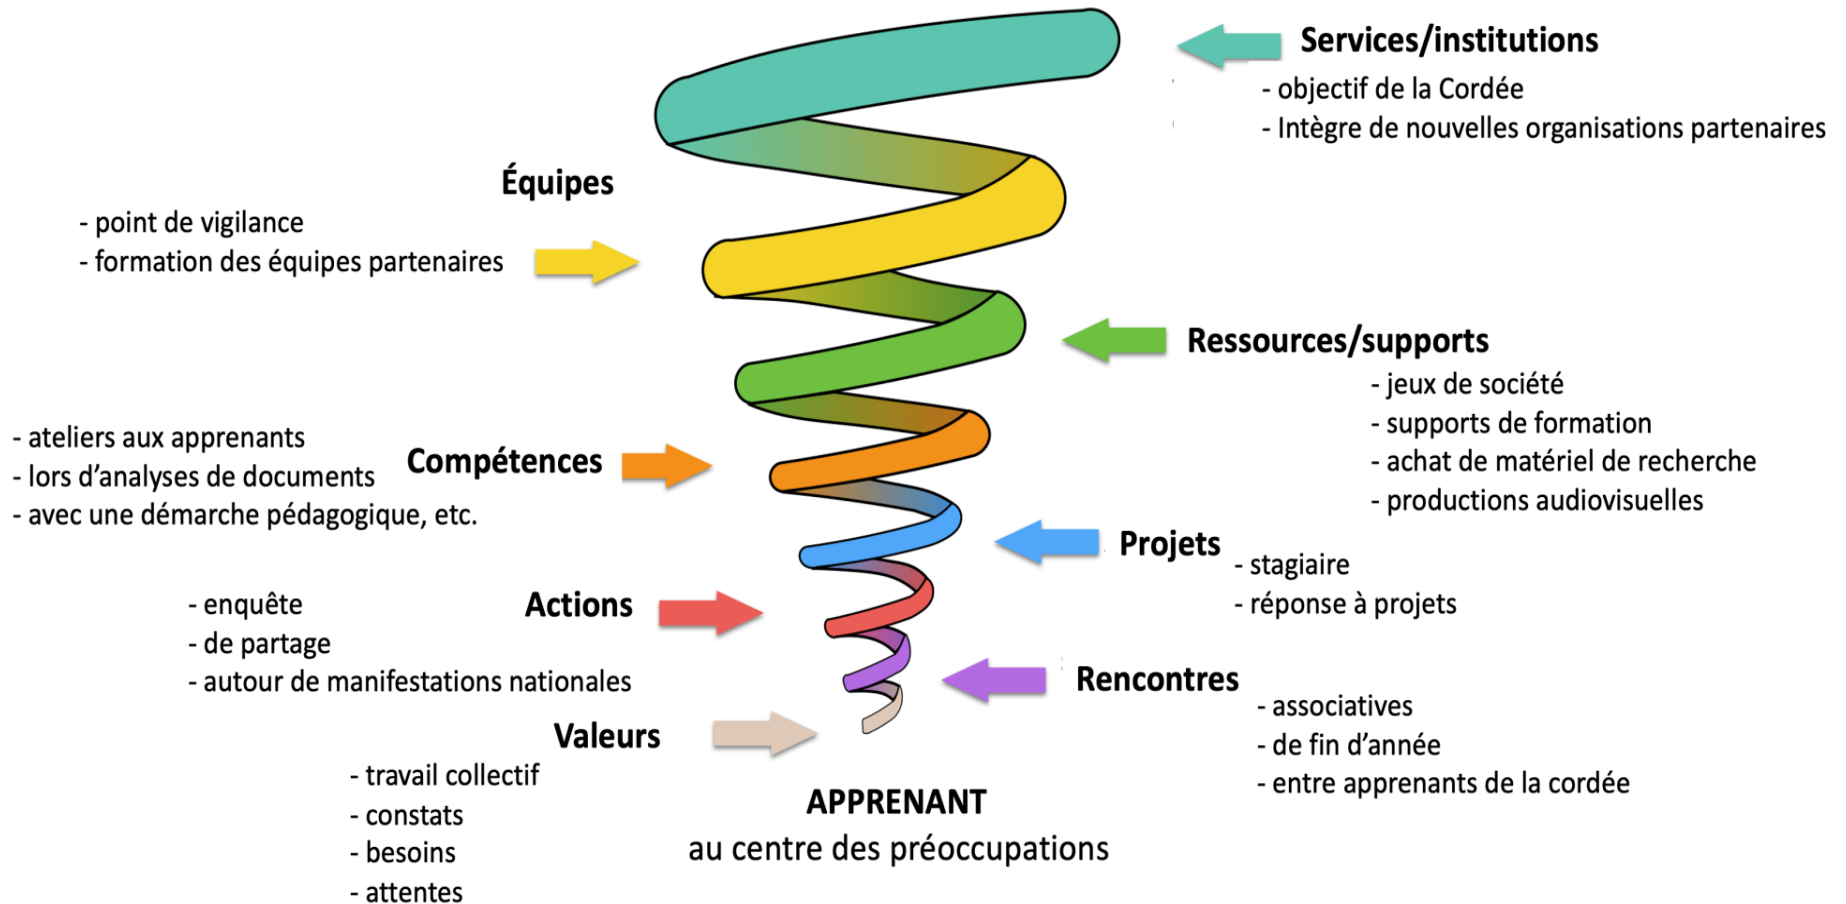 Services/institutions
- objectif de la Cordée
- Intègre de nouvelles organisations partenaires
Équipes
- point de vigilance
- formation des équipes partenaires
Ressources/supports
- jeux de société
- supports de formation
- achat de matériel de recherche
- productions audiovisuelles
Compétences
- ateliers aux apprenants
- lors d’analyses de documents
- avec une démarche pédagogique, etc.
Projets
- stagiaire
- réponse à projets
Actions
- enquête
- de partage
- autour de manifestations nationales
Rencontres
- associatives
- de fin d’année
- entre apprenants de la cordée
Valeurs
- travail collectif
- constats
- besoins
- attentes
APPRENANT
au centre des préoccupations